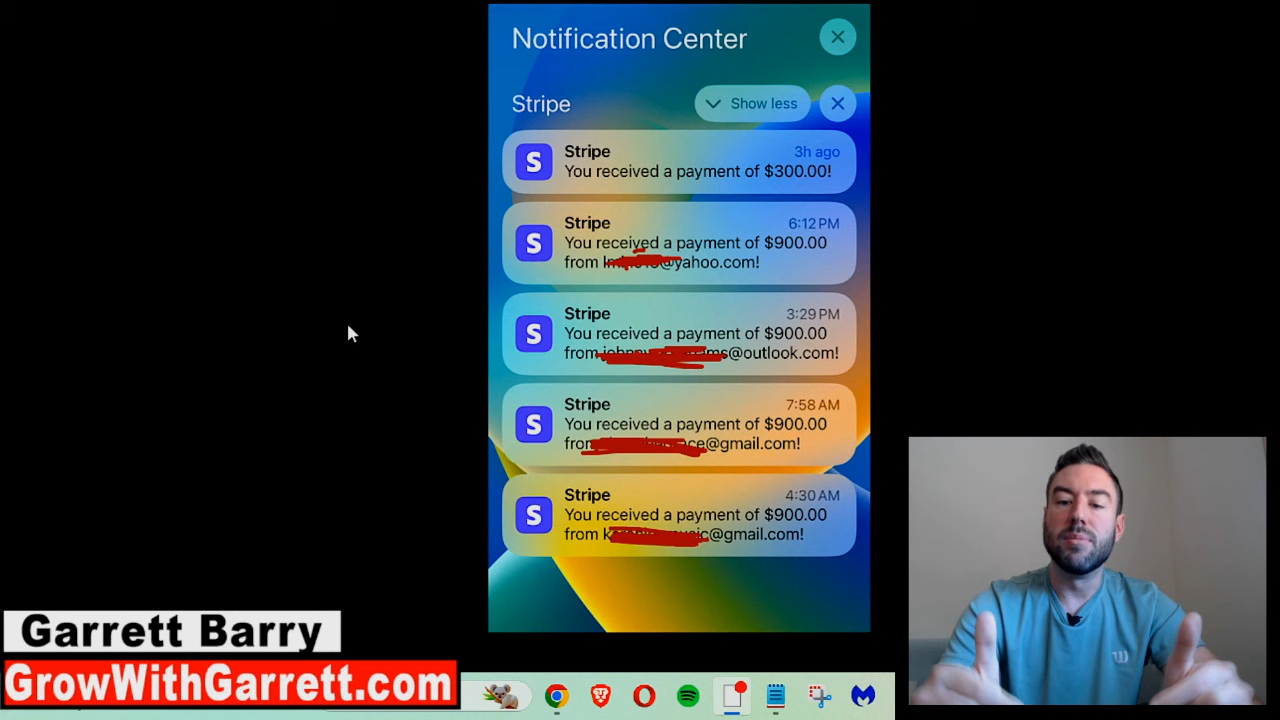 Notification Center
Stripe
Show less
Stripe
3h ago
You received a payment of $300.00!
Stripe
6:12 PM
You received a payment of $900.00
from @yahoo.com!
Stripe
3:29 PM
You received a payment of $900.00
from @outlook.com!
Stripe
7:58 AM
You received a payment of $900.00
from @gmail.com!
Stripe
4:30 AM
You received a payment of $900.00
from @gmail.com!
Garrett Barry
GrowWithGarrett.com